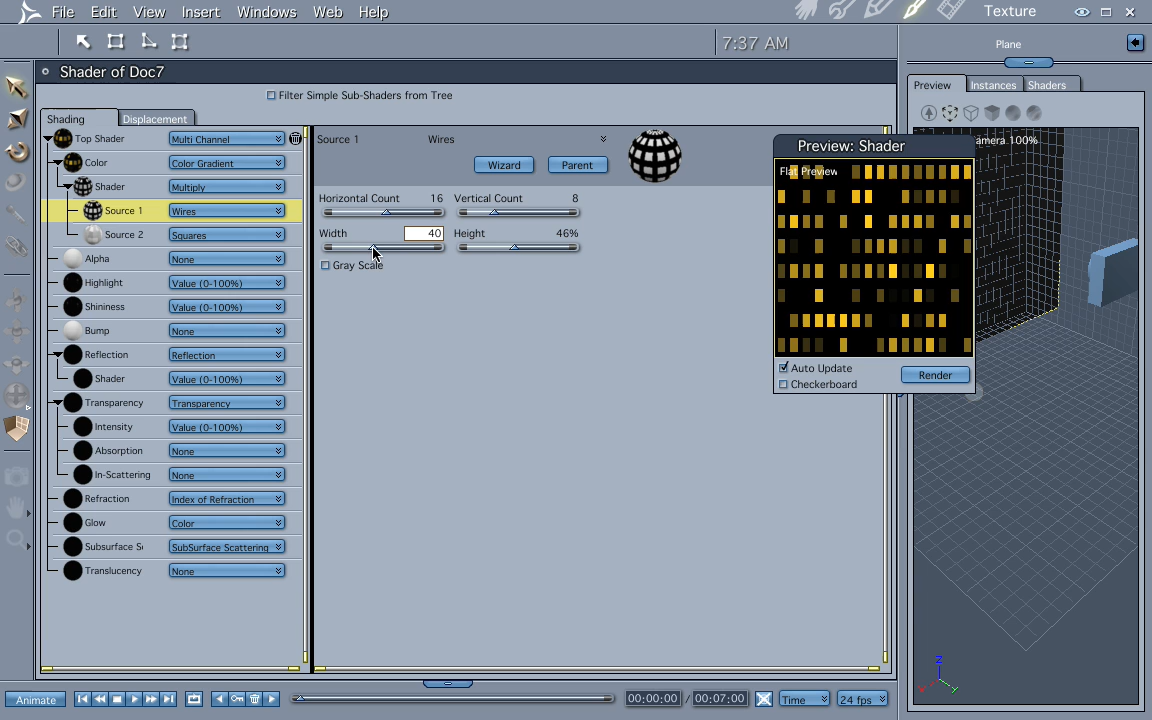 File Edit View Insert Windows Web Help
Texture
7:37 AM
Plane
Shader of Doc7
Filter Simple Sub-Shaders from Tree
Preview Instances Shaders
Shading Displacement
Top Shader Multi Channel
Color Color Gradient
Shader Multiply
Source 1 Wires
Source 2 Squares
Alpha None
Highlight Value (0-100%)
Shininess Value (0-100%)
Bump None
Reflection Reflection
Shader Value (0-100%)
Transparency Transparency
Intensity Value (0-100%)
Absorption None
In-Scattering None
Refraction Index of Refraction
Glow Color
Subsurface S SubSurface Scattering
Translucency None
Source 1 Wires
Wizard Parent
Horizontal Count 16 Vertical Count 8
Width 40 Height 46%
Gray Scale
Preview: Shader
Flat Preview
Auto Update
Checkerboard
Render
amera 100%
Z
Y
Animate
00:00:00 / 00:07:00 Time 24 fps